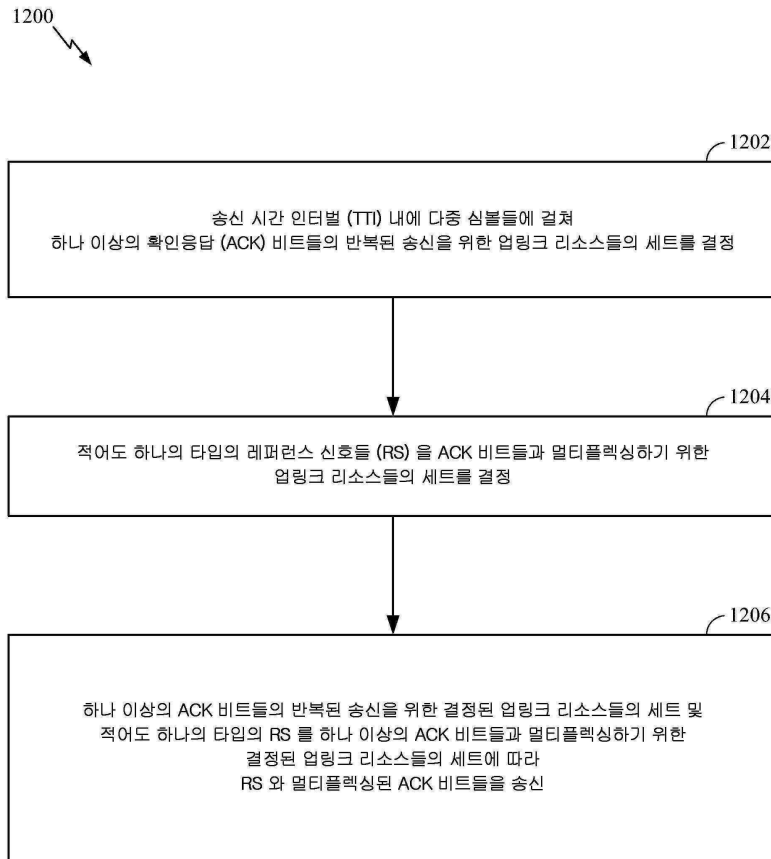 1200
1202
송신 시간 인터벌 (TTI) 내에 다중 심볼들에 걸쳐
하나 이상의 확인응답 (ACK) 비트들의 반복된 송신을 위한 업링크 리소스들의 세트를 결정
1204
적어도 하나의 타입의 레퍼런스 신호들 (RS) 을 ACK 비트들과 멀티플렉싱하기 위한
업링크 리소스들의 세트를 결정
1206
하나 이상의 ACK 비트들의 반복된 송신을 위한 결정된 업링크 리소스들의 세트 및
적어도 하나의 타입의 RS 를 하나 이상의 ACK 비트들과 멀티플렉싱하기 위한
결정된 업링크 리소스들의 세트에 따라
RS 와 멀티플렉싱된 ACK 비트들을 송신